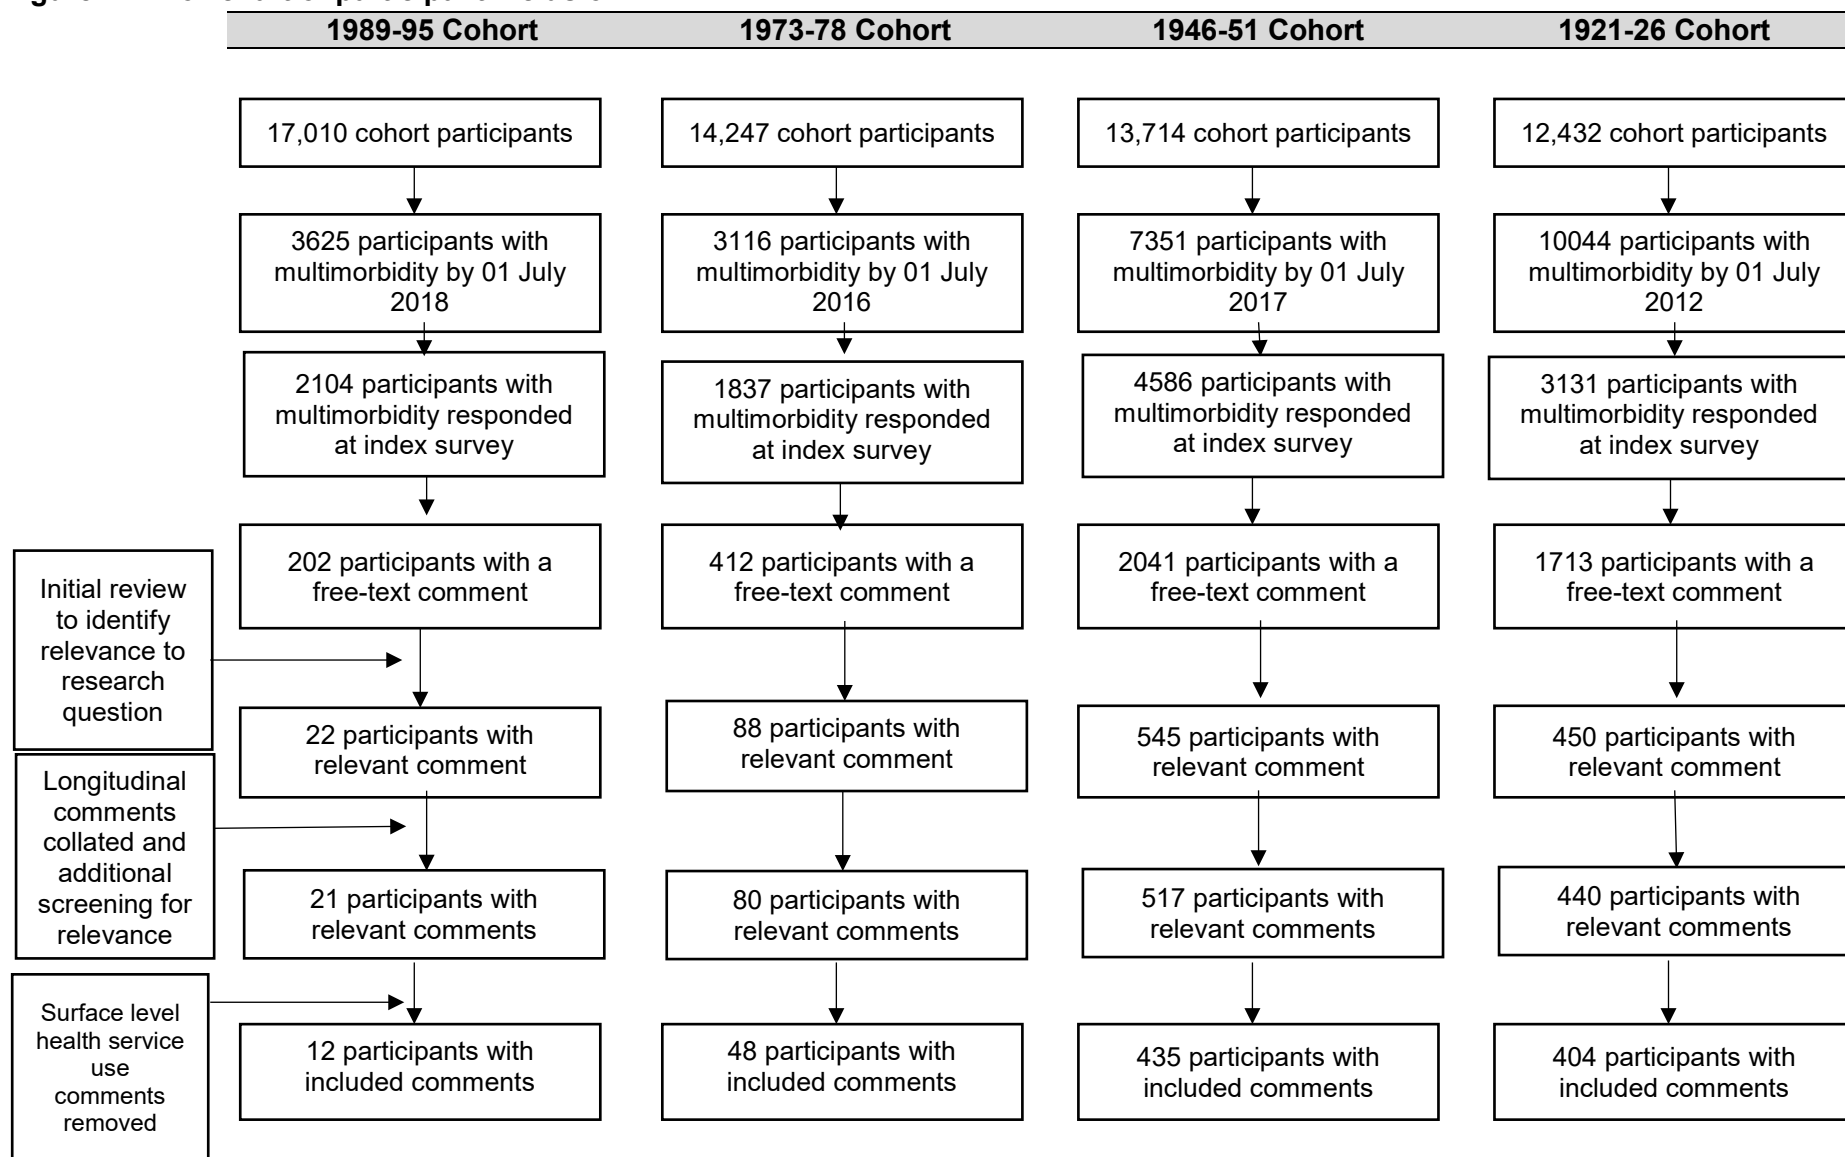 1989-95 Cohort
1973-78 Cohort
1946-51 Cohort
1921-26 Cohort
17,010 cohort participants
14,247 cohort participants
13,714 cohort participants
12,432 cohort participants
3625 participants with
multimorbidity by 01 July
2018
3116 participants with
multimorbidity by 01 July
2016
7351 participants with
multimorbidity by 01 July
2017
10044 participants with
multimorbidity by 01 July
2012
2104 participants with
multimorbidity responded
at index survey
1837 participants with
multimorbidity responded
at index survey
4586 participants with
multimorbidity responded
at index survey
3131 participants with
multimorbidity responded
at index survey
202 participants with a
free-text comment
412 participants with a
free-text comment
2041 participants with a
free-text comment
1713 participants with a
free-text comment
Initial review
to identify
relevance to
research
question
22 participants with
relevant comment
88 participants with
relevant comment
545 participants with
relevant comment
450 participants with
relevant comment
Longitudinal
comments
collated and
additional
screening for
relevance
21 participants with
relevant comments
80 participants with
relevant comments
517 participants with
relevant comments
440 participants with
relevant comments
Surface level
health service
use
comments
removed
12 participants with
included comments
48 participants with
included comments
435 participants with
included comments
404 participants with
included comments